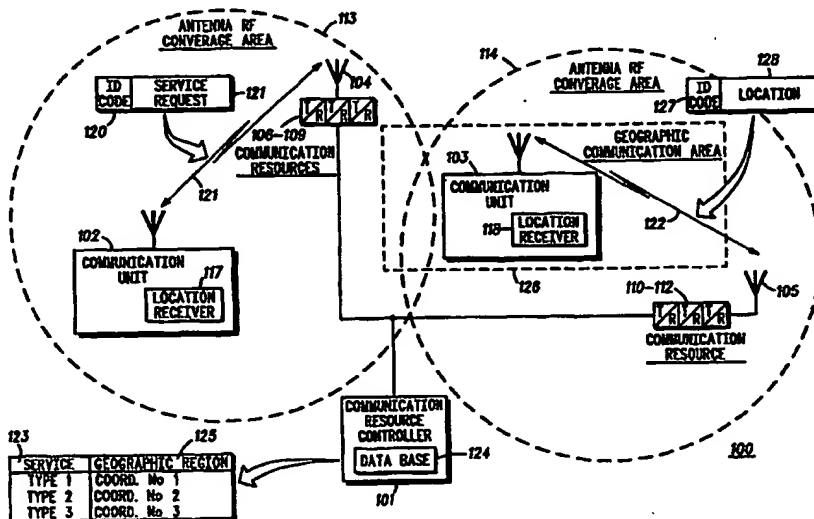 ANTENNA RF
CONVERAGE AREA
113
104
ID
CODE
SERVICE
REQUEST
121
120
T/R T/R T/R
106-109
COMMUNICATION
RESOURCES
121
102
COMMUNICATION
UNIT
117
LOCATION
RECEIVER
114
ANTENNA RF
CONVERAGE AREA
128
ID
CODE
LOCATION
127
GEOGRAPHIC
COMMUNICATION AREA
103
COMMUNICATION
UNIT
118
LOCATION
RECEIVER
122
126
105
110-112
T/R T/R T/R
COMMUNICATION
RESOURCE
COMMUNICATION
RESOURCE
CONTROLLER
DATA BASE
124
101
100
123
125
SERVICE GEOGRAPHIC REGION
TYPE 1 COORD. No 1
TYPE 2 COORD. No 2
TYPE 3 COORD. No 3